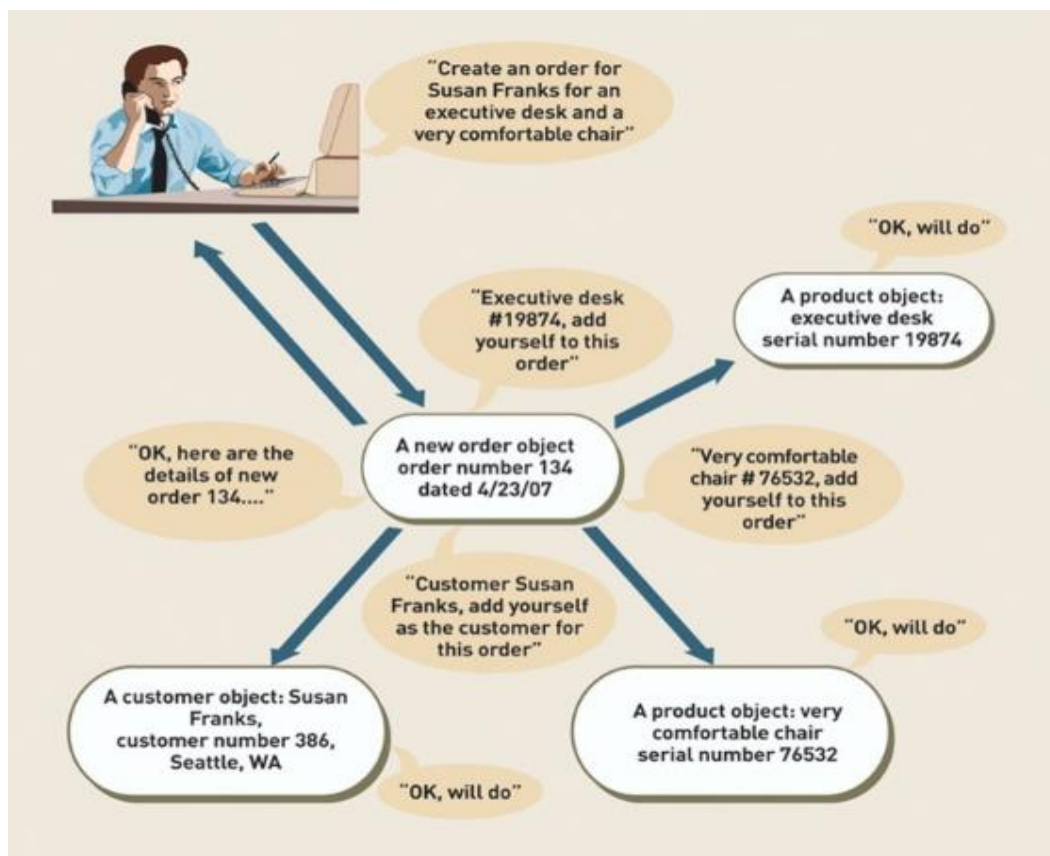 “Create an order for
Susan Franks for an
executive desk and a
very comfortable chair”
“OK, will do”
“Executive desk
#19874, add
yourself to this
order”
A product object:
executive desk
serial number 19874
“OK, here are the
details of new
order 134....”
A new order object
order number 134
dated 4/23/07
“Very comfortable
chair # 76532, add
yourself to this
order”
“Customer Susan
Franks, add yourself
as the customer for
this order”
“OK, will do”
A customer object: Susan
Franks,
customer number 386,
Seattle, WA
“OK, will do”
A product object: very
comfortable chair
serial number 76532